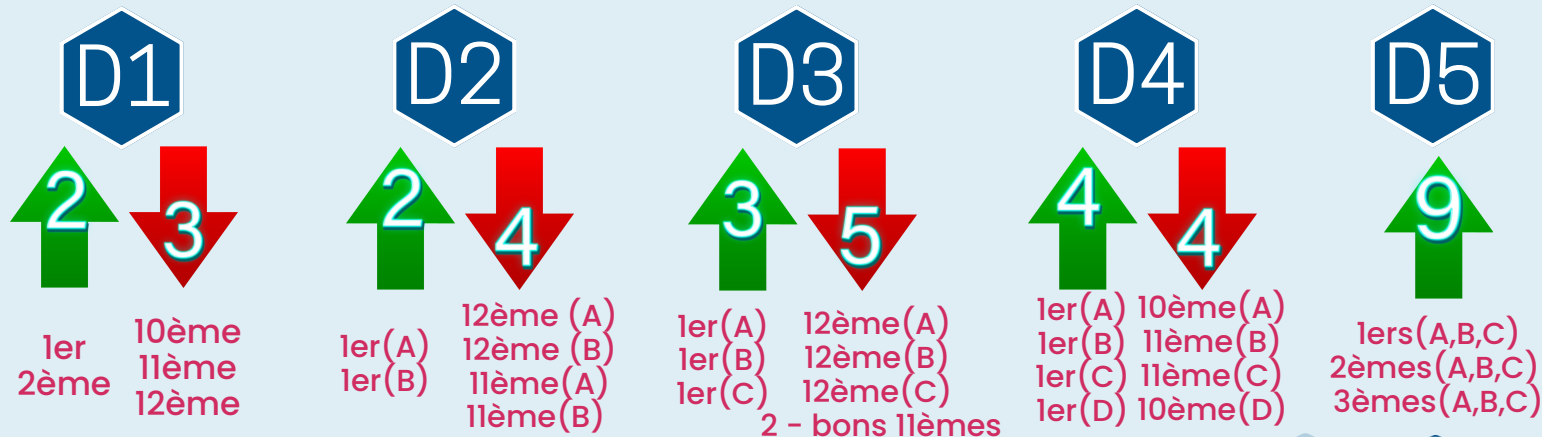 D1
2
3
1er
2ème
10ème
11ème
12ème
D2
2
4
1er(A)
1er(B)
12ème (A)
12ème (B)
11ème(A)
11ème(B)
D3
3
5
1er(A)
1er(B)
1er(C)
12ème(A)
12ème(B)
12ème(C)
2 - bons 11èmes
D4
4
4
1er(A)
1er(B)
1er(C)
1er(D)
10ème(A)
11ème(B)
11ème(C)
10ème(D)
D5
9
1ers(A,B,C)
2èmes(A,B,C)
3èmes(A,B,C)